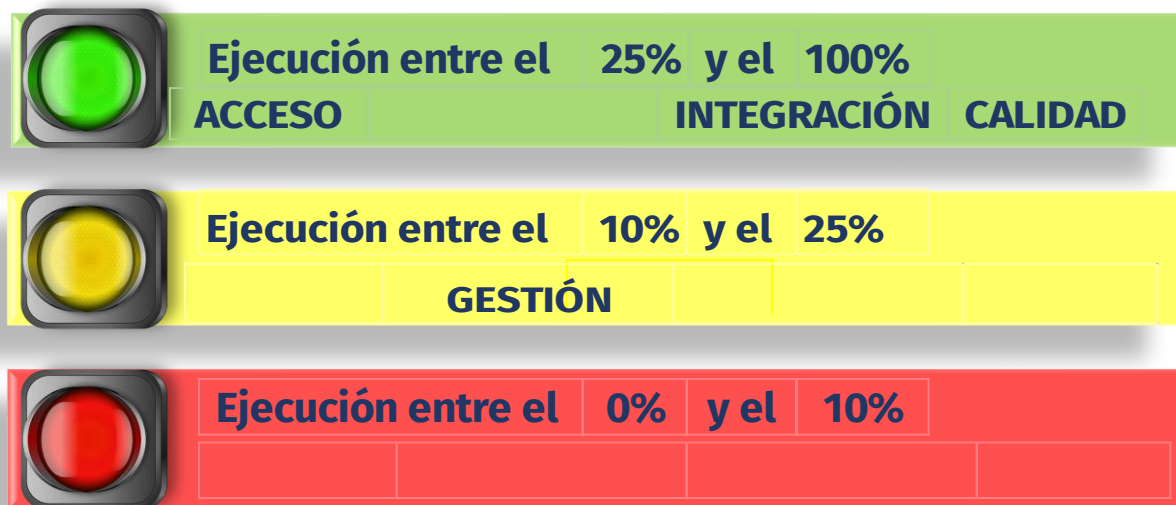 Ejecución entre el 25% y el 100%
ACCESO INTEGRACIÓN CALIDAD
Ejecución entre el 10% y el 25%
GESTIÓN
Ejecución entre el 0% y el 10%